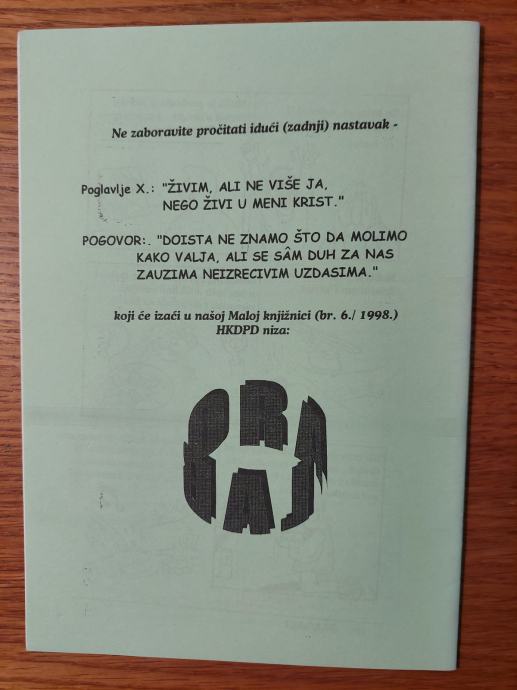 Ne zaboravite pročitati idući (zadnji) nastavak -
Poglavlje X.: "ŽIVIM, ALI NE VIŠE JA,
NEGO ŽIVI U MENI KRIST."
POGOVOR:. "DOISTA NE ZNAMO ŠTO DA MOLIMO
KAKO VALJA, ALI SE SÂM DUH ZA NAS
ZAUZIMA NEIZRECIVIM UZDASIMA."
koji će izaći u našoj Maloj knjižnici (br. 6./ 1998.)
HKDPD niza: